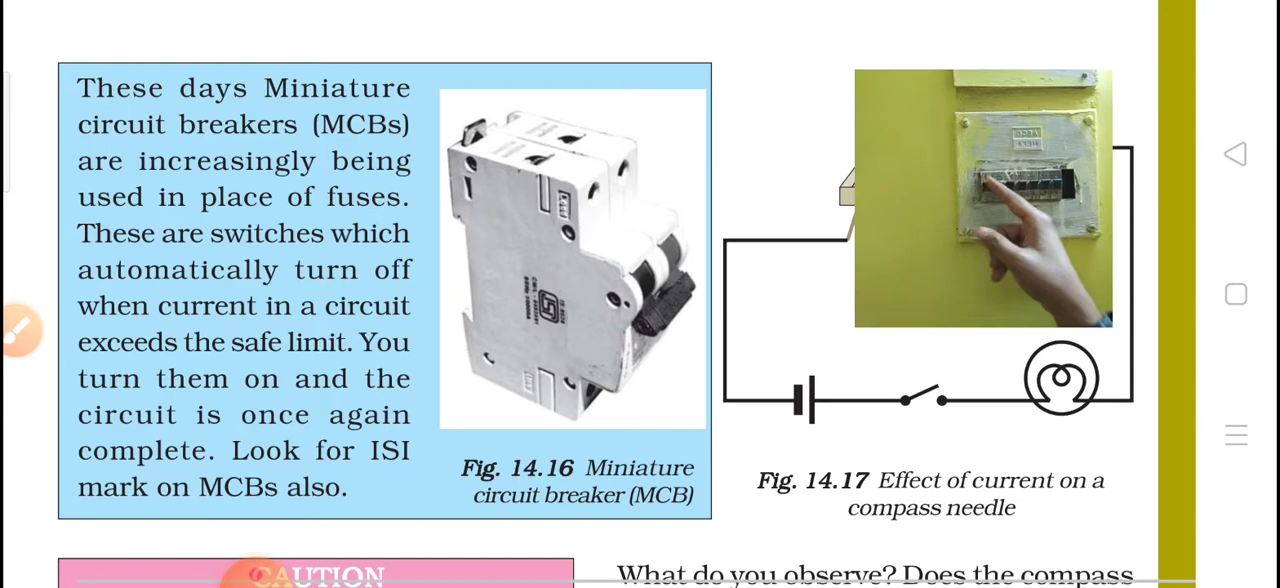 These days Miniature
circuit breakers (MCBs)
are increasingly being
used in place of fuses.
These are switches which
automatically turn off
when current in a circuit
exceeds the safe limit. You
turn them on and the
circuit is once again
complete. Look for ISI
mark on MCBs also.
Fig. 14.16 Miniature
circuit breaker (MCB)
Fig. 14.17 Effect of current on a
compass needle
CAUTION
What do you observe? Does the compass